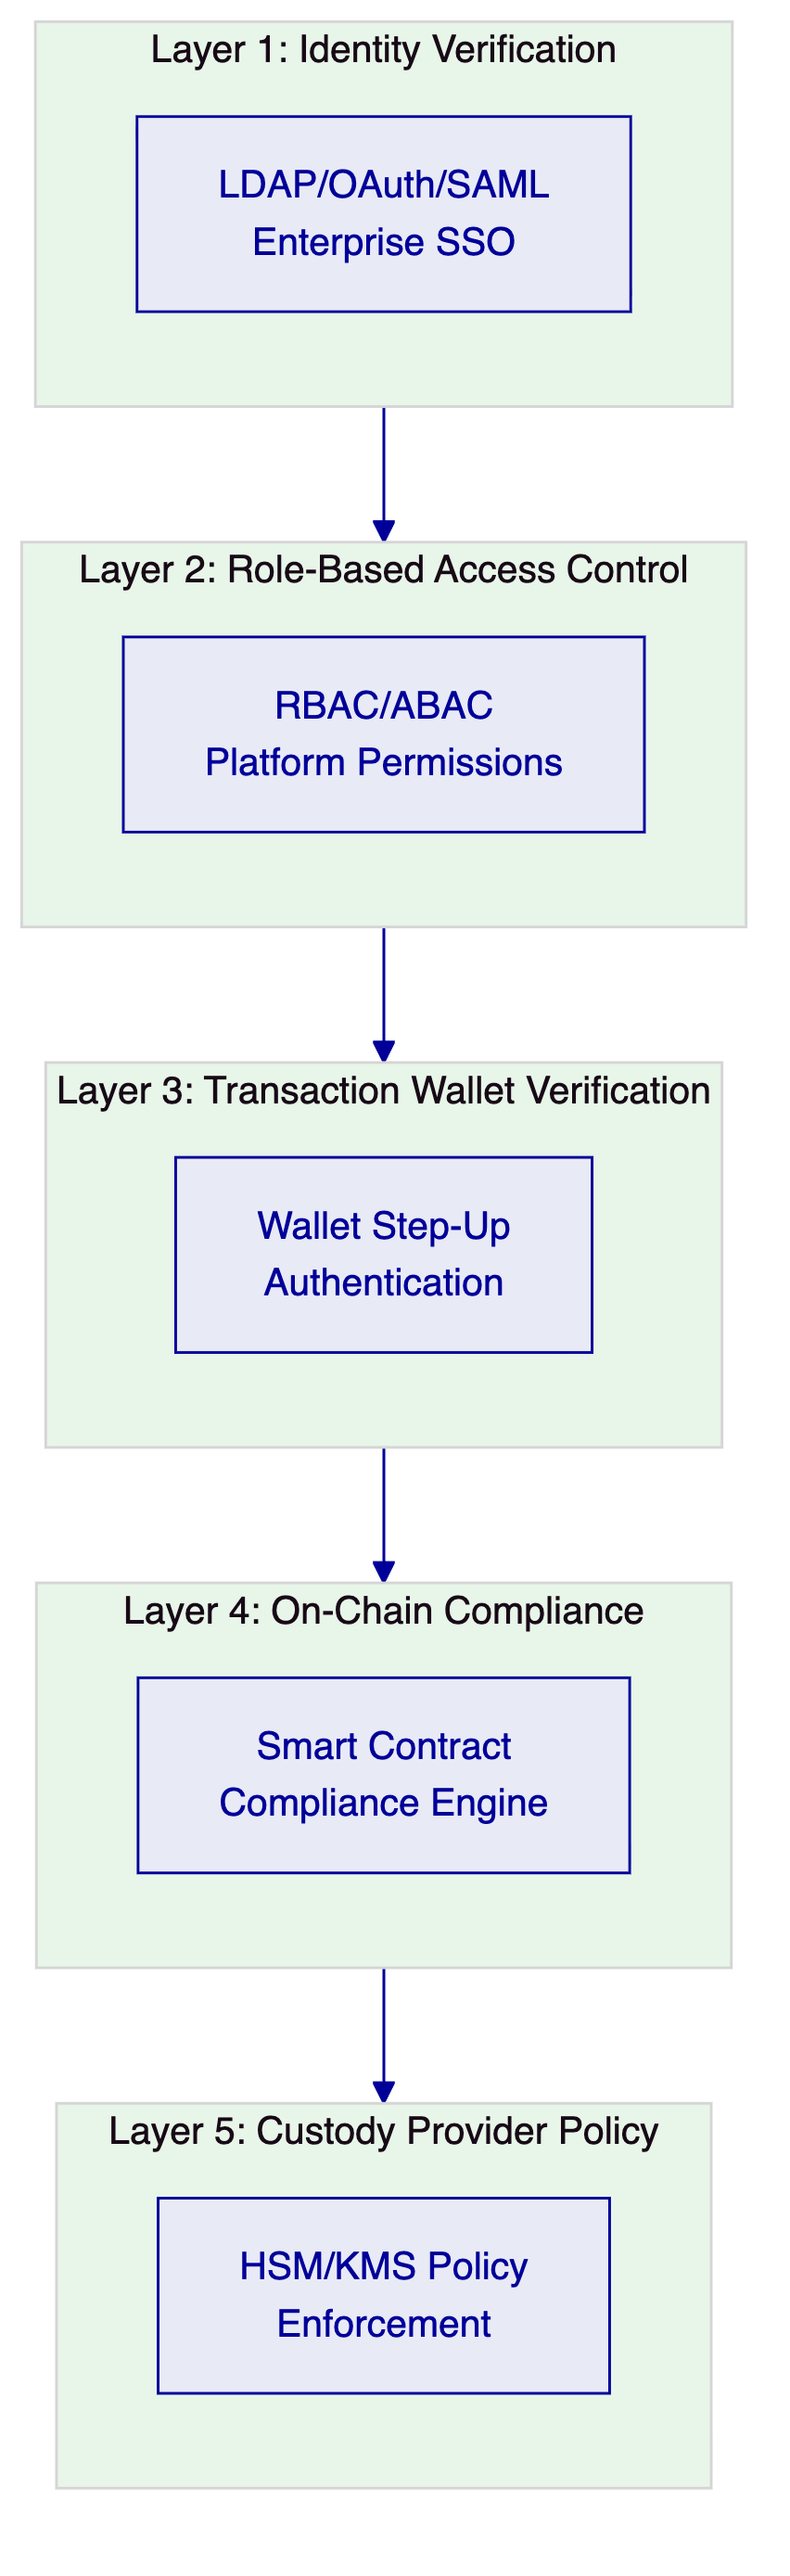 Layer 1: Identity Verification
LDAP/OAuth/SAML
Enterprise SSO
Layer 2: Role-Based Access Control
RBAC/ABAC
Platform Permissions
Layer 3: Transaction Wallet Verification
Wallet Step-Up
Authentication
Layer 4: On-Chain Compliance
Smart Contract
Compliance Engine
Layer 5: Custody Provider Policy
HSM/KMS Policy
Enforcement